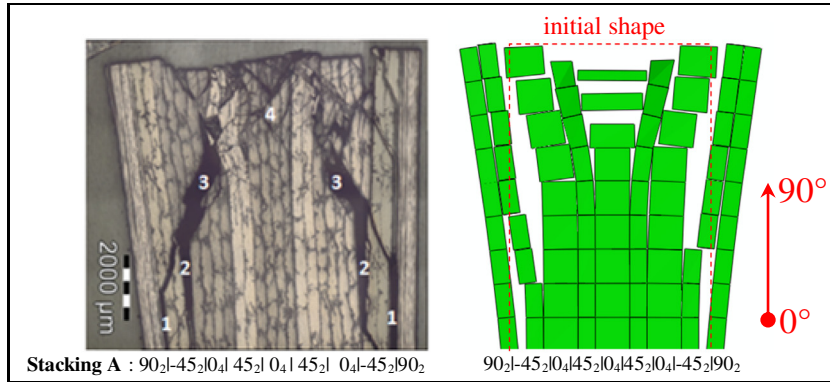 initial shape
4
3 3
2 2
1 1
2000 μm
90°
0°
Stacking A : 90₂|-45₂|0₄| 45₂| 0₄ | 45₂| 0₄|-45₂|90₂
90₂|-45₂|0₄|45₂|0₄|45₂|0₄|-45₂|90₂